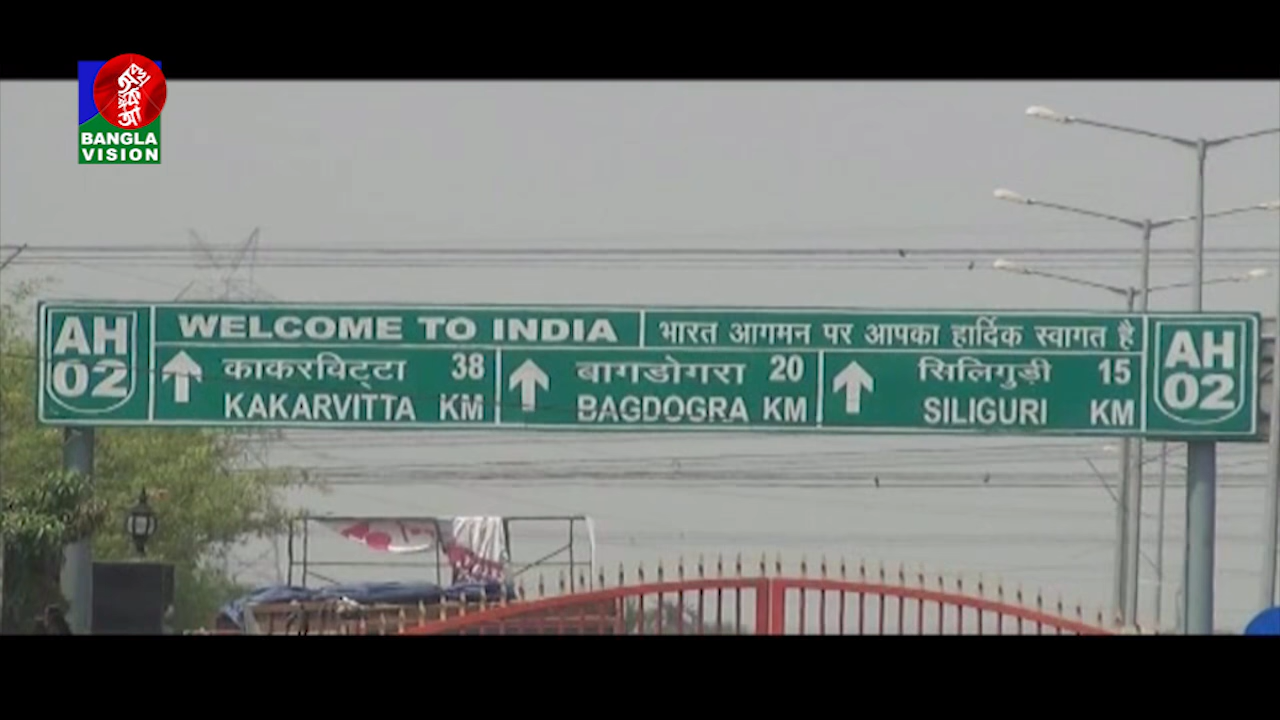 BANGLA
VISION
AH
02
WELCOME TO INDIA
भारत आगमन पर आपका हार्दिक स्वागत है
काकरविट्टा 38
KAKARVITTA KM
बागडोगरा 20
BAGDOGRA KM
सिलिगुड़ी 15
SILIGURI KM
AH
02